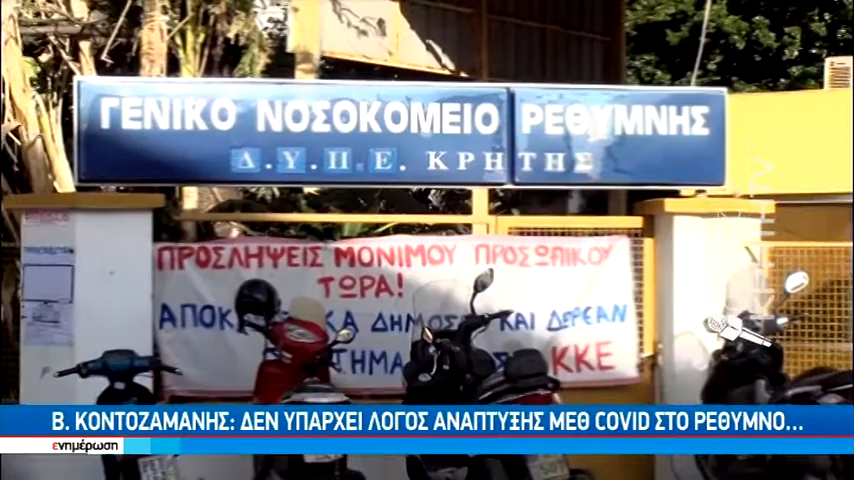 ΓΕΝΙΚΟ ΝΟΣΟΚΟΜΕΙΟ ΡΕΘΥΜΝΗΣ
Δ.Υ.ΠΕ. ΚΡΗΤΗΣ
ΠΡΟΣΛΗΨΕΙΣ ΜΟΝΙΜΟΥ ΠΡΟΣΩΠΙΚΟΥ
ΤΩΡΑ!
ΔΗΜΟΣ ΚΑΙ ΔΩΡΕΑΝ
ΚΚΕ
Β. ΚΟΝΤΟΖΑΜΑΝΗΣ: ΔΕΝ ΥΠΑΡΧΕΙ ΛΟΓΟΣ ΑΝΑΠΤΥΞΗΣ ΜΕΘ COVID ΣΤΟ ΡΕΘΥΜΝΟ...
ενημέρωση